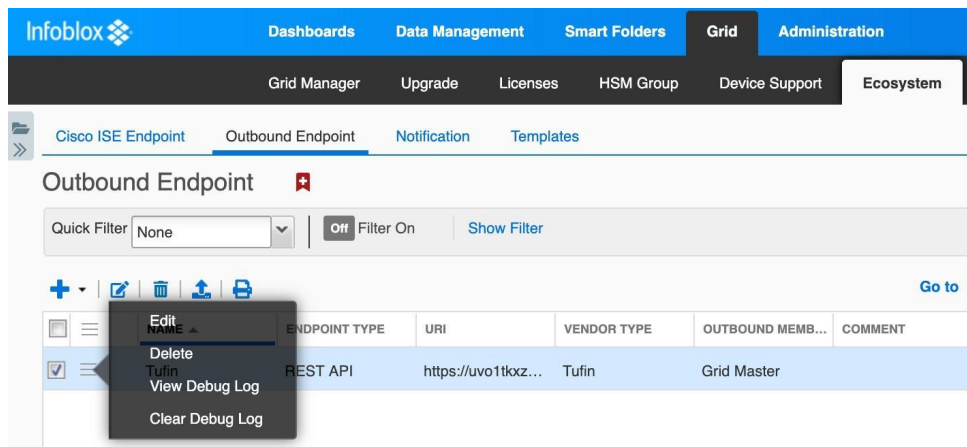 Infoblox
Dashboards Data Management Smart Folders Grid Administration
Grid Manager Upgrade Licenses HSM Group Device Support Ecosystem
Cisco ISE Endpoint Outbound Endpoint Notification Templates
Outbound Endpoint
Quick Filter None Off Filter On Show Filter
Go to
Edit
NAME ENDPOINT TYPE URI VENDOR TYPE OUTBOUND MEMB... COMMENT
Delete
Tufin REST API https://uvo1tkxz... Tufin Grid Master
View Debug Log
Clear Debug Log